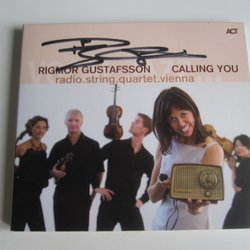 ACT
RIGMOR GUSTAFSSON CALLING YOU
radio.string.quartet.vienna